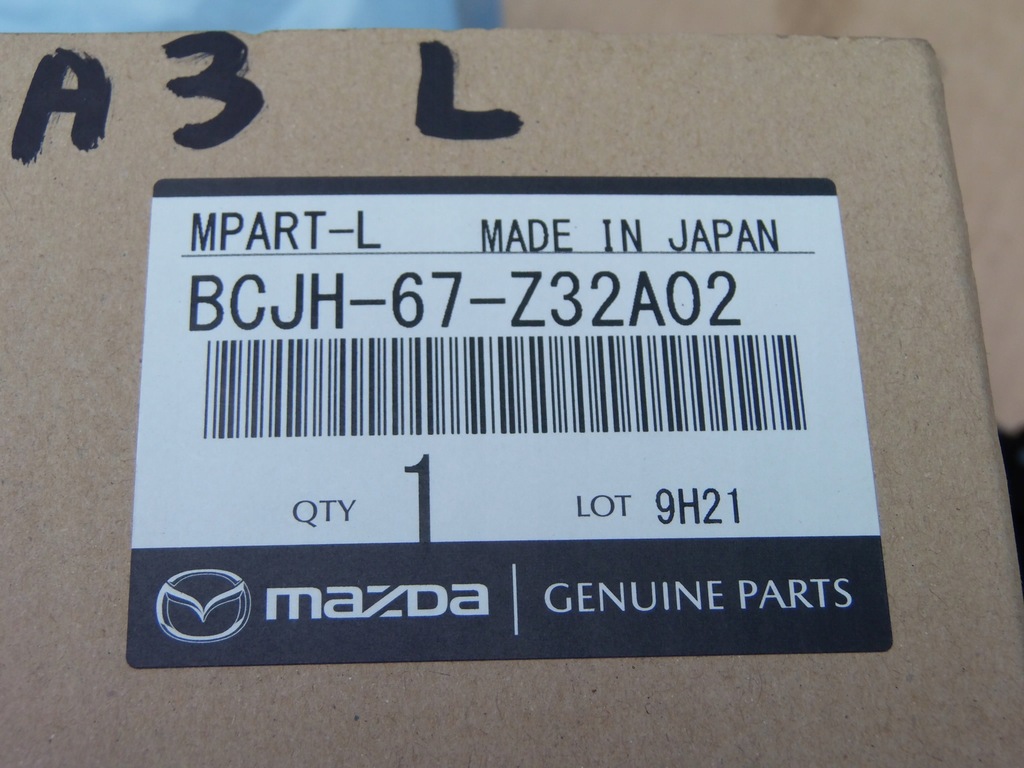 A3 L
MPART-L MADE IN JAPAN
BCJH-67-Z32A02
QTY 1 LOT 9H21
mazda GENUINE PARTS